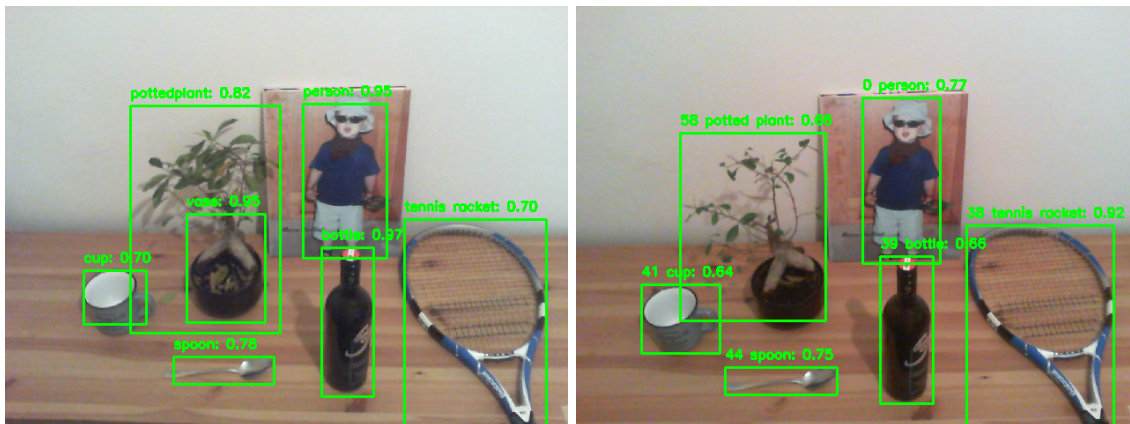 pottedplant: 0.82
person: 0.95
vase: 0.95
tennis racket: 0.70
bottle: 0.97
cup: 0.70
spoon: 0.78
0 person: 0.77
58 potted plant:
38 tennis racket: 0.92
39 bottle: 0.66
41 cup: 0.64
44 spoon: 0.75